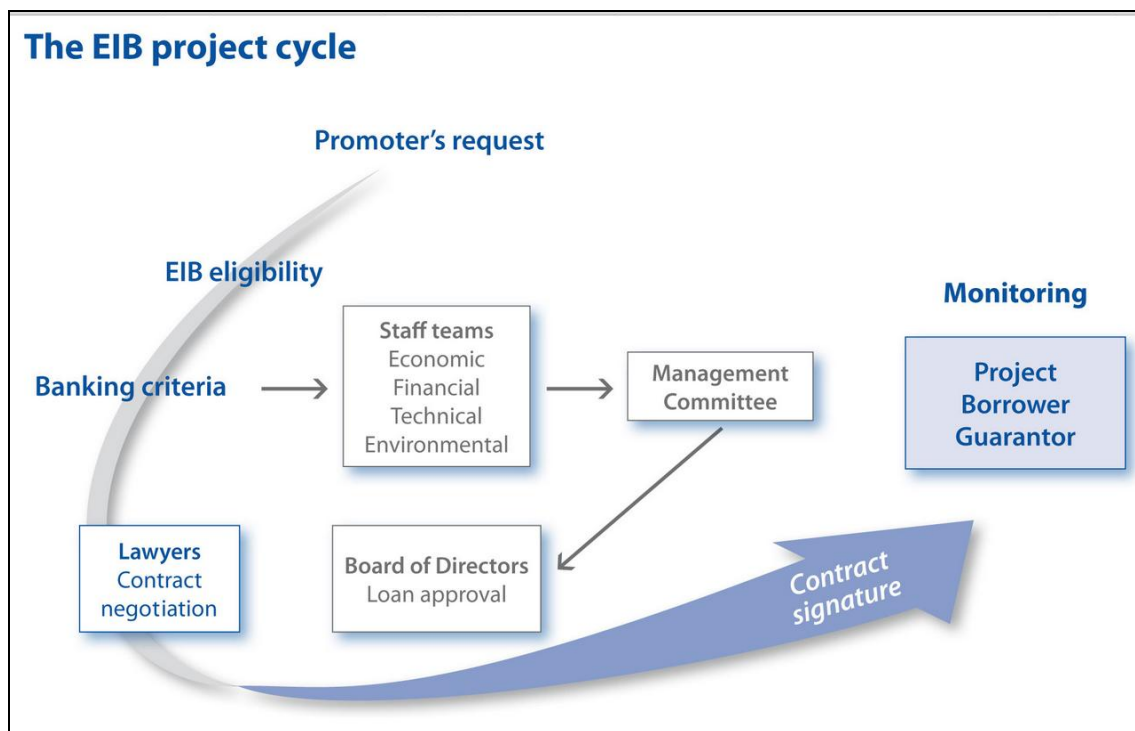 The EIB project cycle
Promoter’s request
EIB eligibility
Banking criteria
Staff teams
Economic
Financial
Technical
Environmental
Management
Committee
Monitoring
Project
Borrower
Guarantor
Lawyers
Contract
negotiation
Board of Directors
Loan approval
Contract
signature